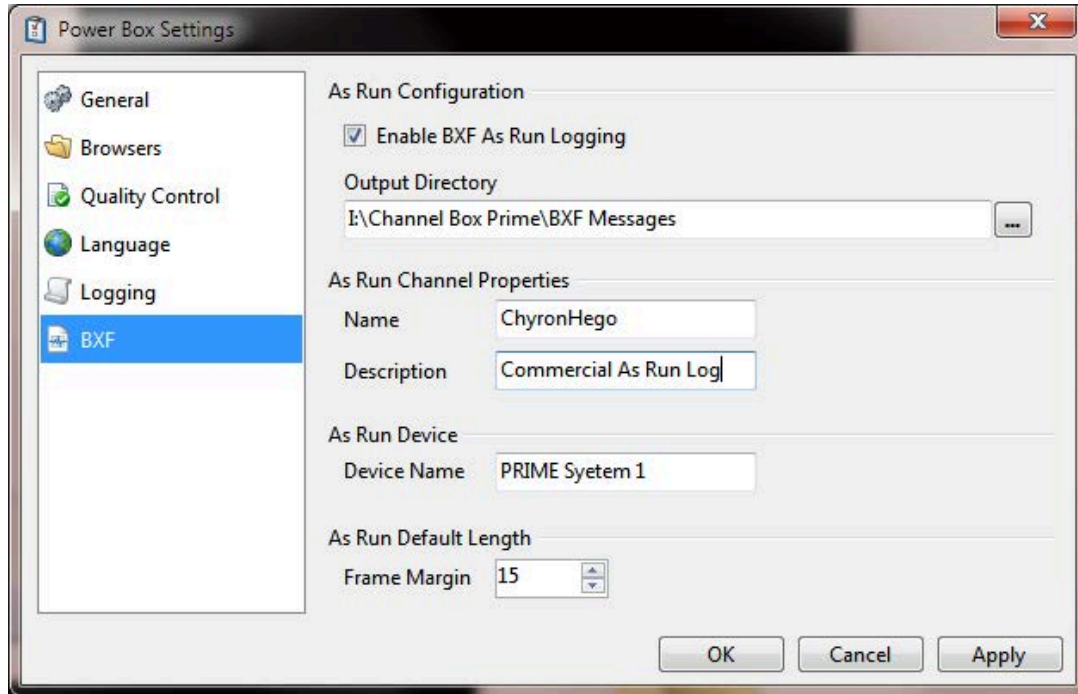 Power Box Settings
X
General
Browsers
Quality Control
Language
Logging
BXF
As Run Configuration
Enable BXF As Run Logging
Output Directory
I:\Channel Box Prime\BXF Messages
...
As Run Channel Properties
Name ChyronHego
Description Commercial As Run Log
As Run Device
Device Name PRIME Syetem 1
As Run Default Length
Frame Margin 15
OK Cancel Apply